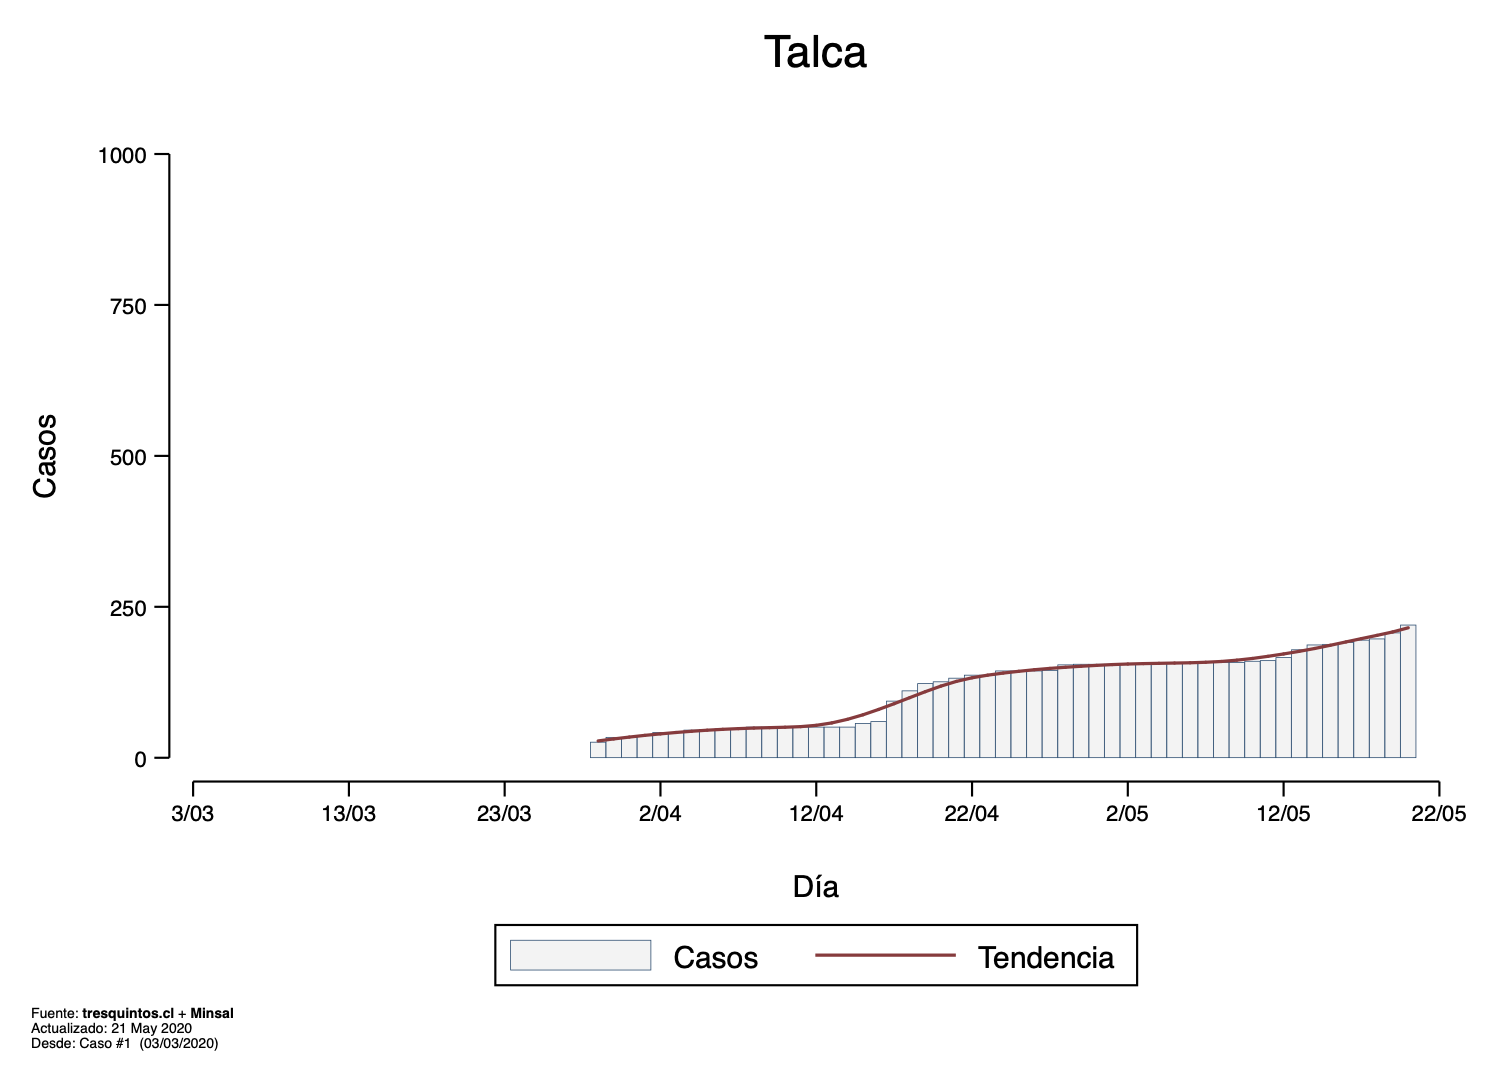 Talca
1000
750
500
250
0
Casos
3/03 13/03 23/03 2/04 12/04 22/04 2/05 12/05 22/05
Día
Casos Tendencia
Fuente: tresquintos.cl + Minsal
Actualizado: 21 May 2020
Desde: Caso #1 (03/03/2020)